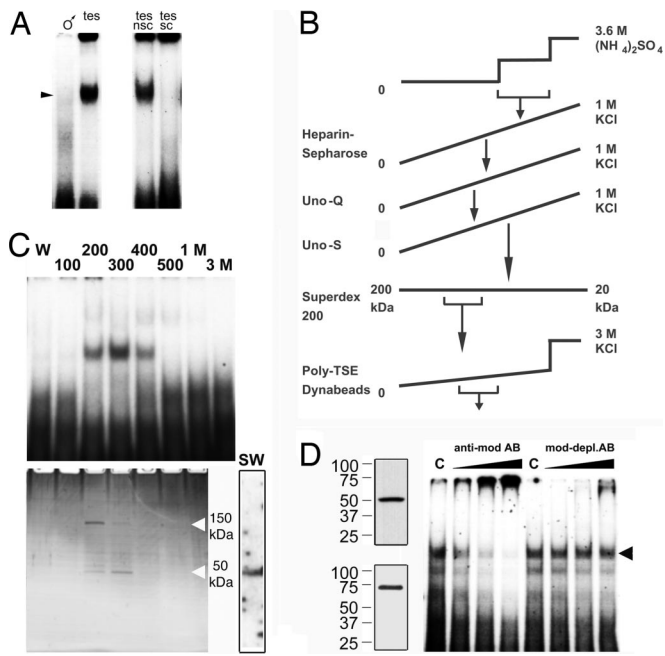 A
♂ tes tes tes
nsc sc
B
3.6 M
(NH 4)2SO4
0
1 M
KCl
Heparin-
Sepharose
0
1 M
KCl
Uno-Q
0
1 M
KCl
Uno-S
0
Superdex
200
200
kDa
20
kDa
3 M
KCl
Poly-TSE
Dynabeads
0
C
W 200 400 1 M
100 300 500 3 M
150
kDa
50
kDa
SW
D
100
75
50
37
25
100
75
50
37
25
anti-mod AB mod-depl.AB
C C